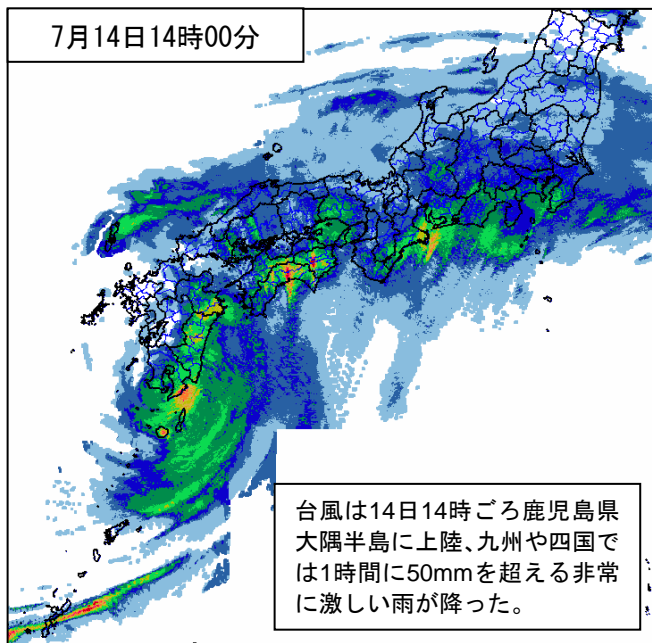 7月14日14時00分
台風は14日14時ごろ鹿児島県
大隅半島に上陸、九州や四国で
は1時間に50mmを超える非常
に激しい雨が降った。